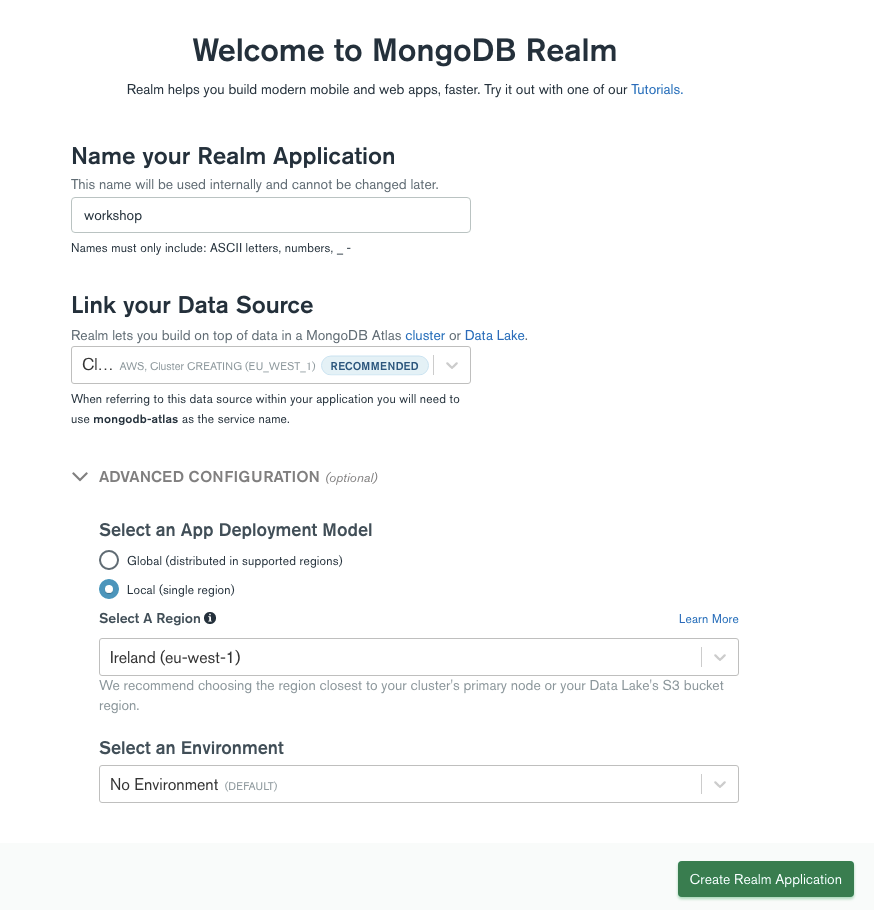 Welcome to MongoDB Realm
Realm helps you build modern mobile and web apps, faster. Try it out with one of our Tutorials.
Name your Realm Application
This name will be used internally and cannot be changed later.
workshop
Names must only include: ASCII letters, numbers, _ -
Link your Data Source
Realm lets you build on top of data in a MongoDB Atlas cluster or Data Lake.
Cl... AWS, Cluster CREATING (EU_WEST_1) RECOMMENDED
When referring to this data source within your application you will need to
use mongodb-atlas as the service name.
ADVANCED CONFIGURATION (optional)
Select an App Deployment Model
Global (distributed in supported regions)
Local (single region)
Select A Region Learn More
Ireland (eu-west-1)
We recommend choosing the region closest to your cluster's primary node or your Data Lake's S3 bucket
region.
Select an Environment
No Environment (DEFAULT)
Create Realm Application